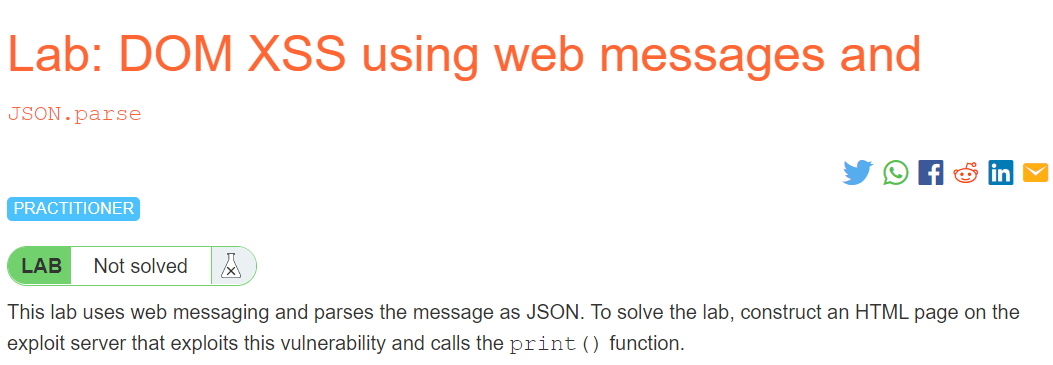 Lab: DOM XSS using web messages and
JSON.parse
PRACTITIONER
LAB Not solved
This lab uses web messaging and parses the message as JSON. To solve the lab, construct an HTML page on the
exploit server that exploits this vulnerability and calls the print() function.